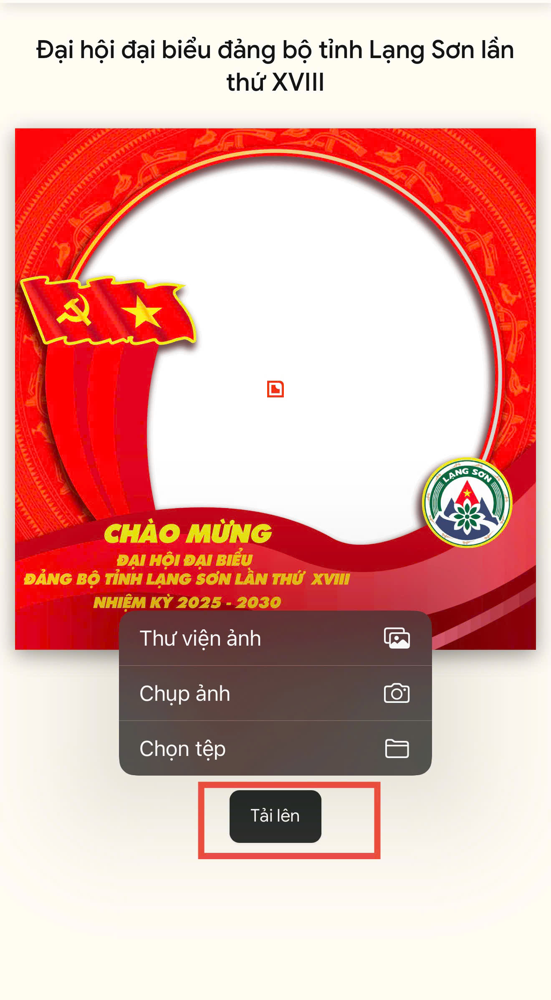 Đại hội đại biểu đảng bộ tỉnh Lạng Sơn lần
thứ XVIII
LẠNG SƠN
CHÀO MỪNG
ĐẠI HỘI ĐẠI BIỂU
ĐẢNG BỘ TỈNH LẠNG SƠN LẦN THỨ XVIII
NHIỆM KỲ 2025 - 2030
Thư viện ảnh
Chụp ảnh
Chọn tệp
Tải lên